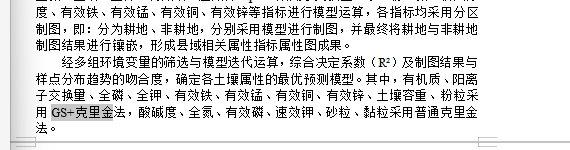 度、有效铁、有效锰、有效铜、有效锌等指标进行模型运算，各指标均采用分区
制图，即：分为耕地、非耕地，分别采用模型进行制图，并最终将耕地与非耕地
制图结果进行镶嵌，形成县域相关属性指标属性图成果。
经多组环境变量的筛选与模型迭代运算，综合决定系数（R²）及制图结果与
样点分布趋势的吻合度，确定各土壤属性的最优预测模型。其中，有机质、阳离
子交换量、全磷、全钾、有效铁、有效锰、有效铜、有效锌、土壤容重、粉粒采
用 GS+克里金法，酸碱度、全氮、有效磷、速效钾、砂粒、黏粒采用普通克里金
法。